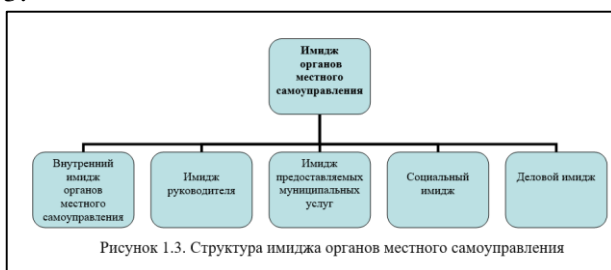 Имидж
органов
местного
самоуправления
Внутренний
имидж
органов
местного
самоуправления
Имидж
руководителя
Имидж
предоставляемых
муниципальных
услуг
Социальный
имидж
Деловой имидж
Рисунок 1.3. Структура имиджа органов местного самоуправления